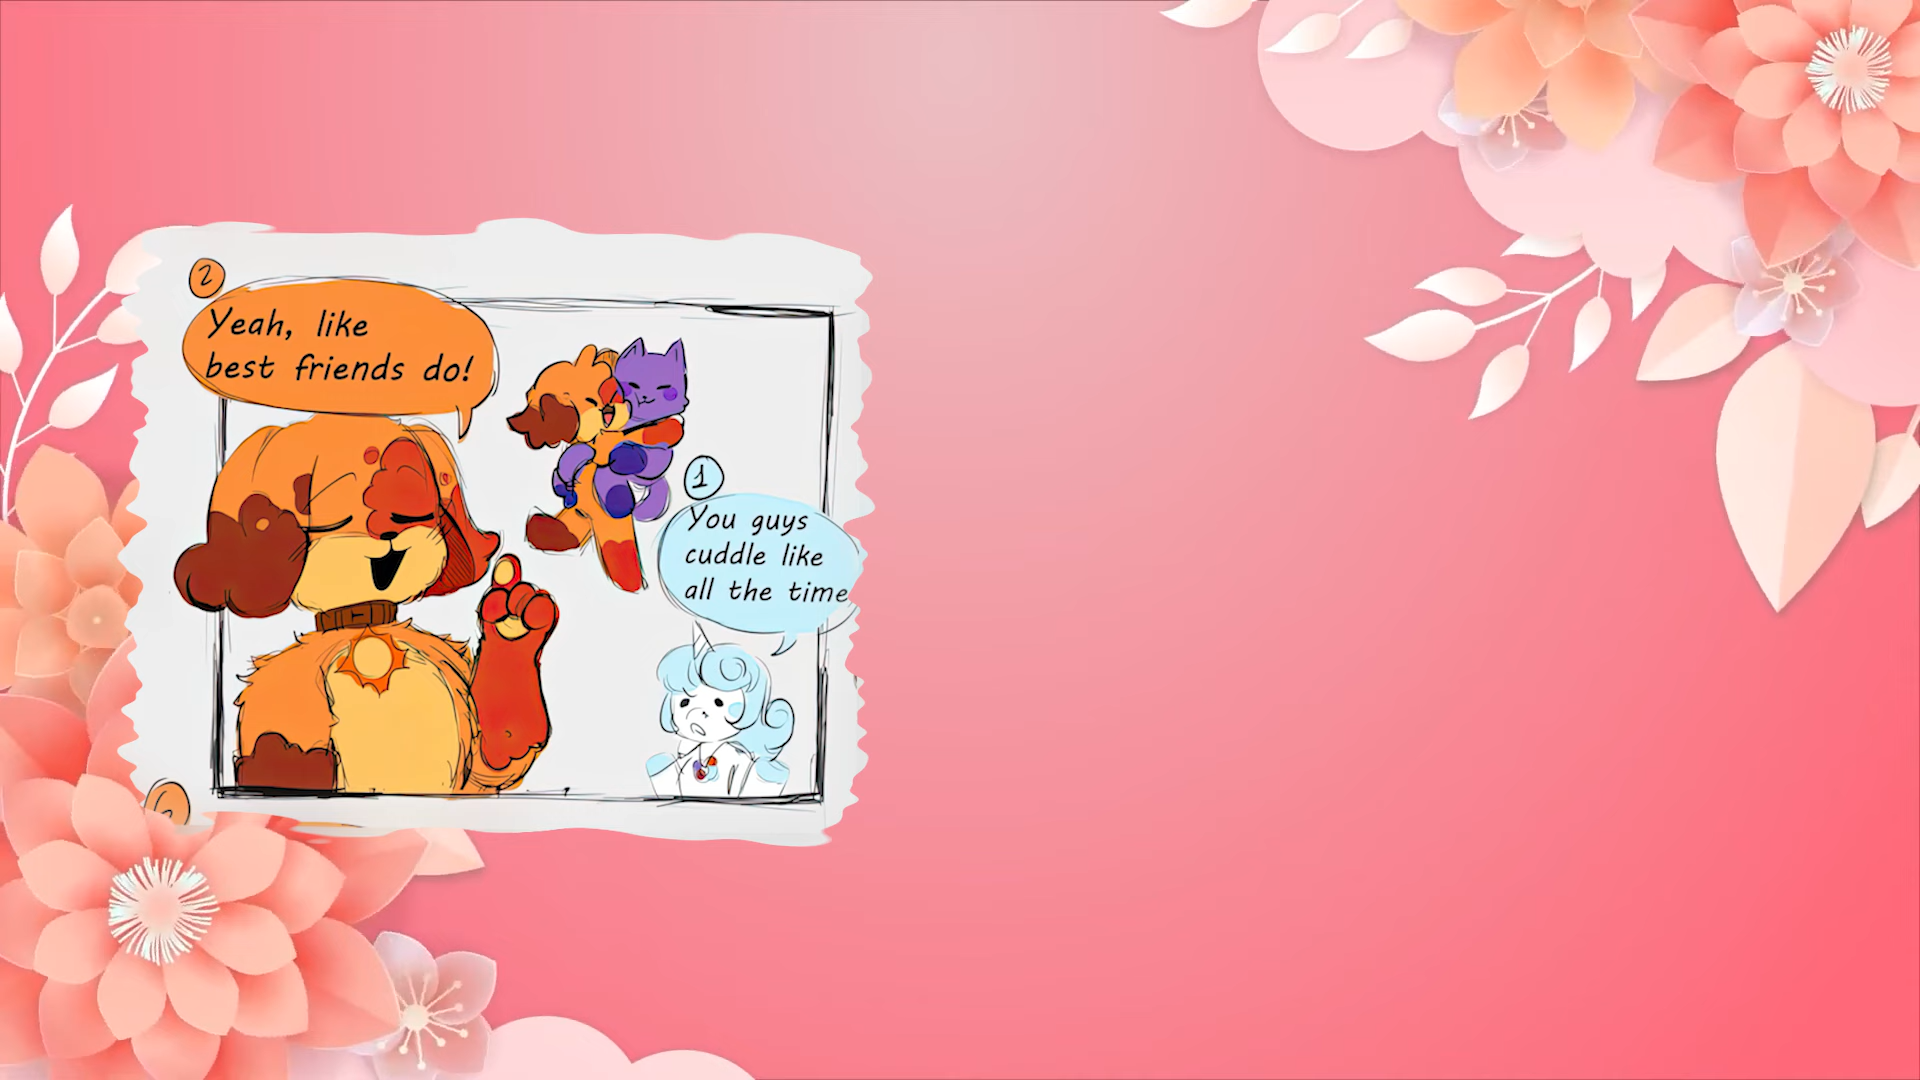 2
Yeah, like
best friends do!
1
You guys
cuddle like
all the time